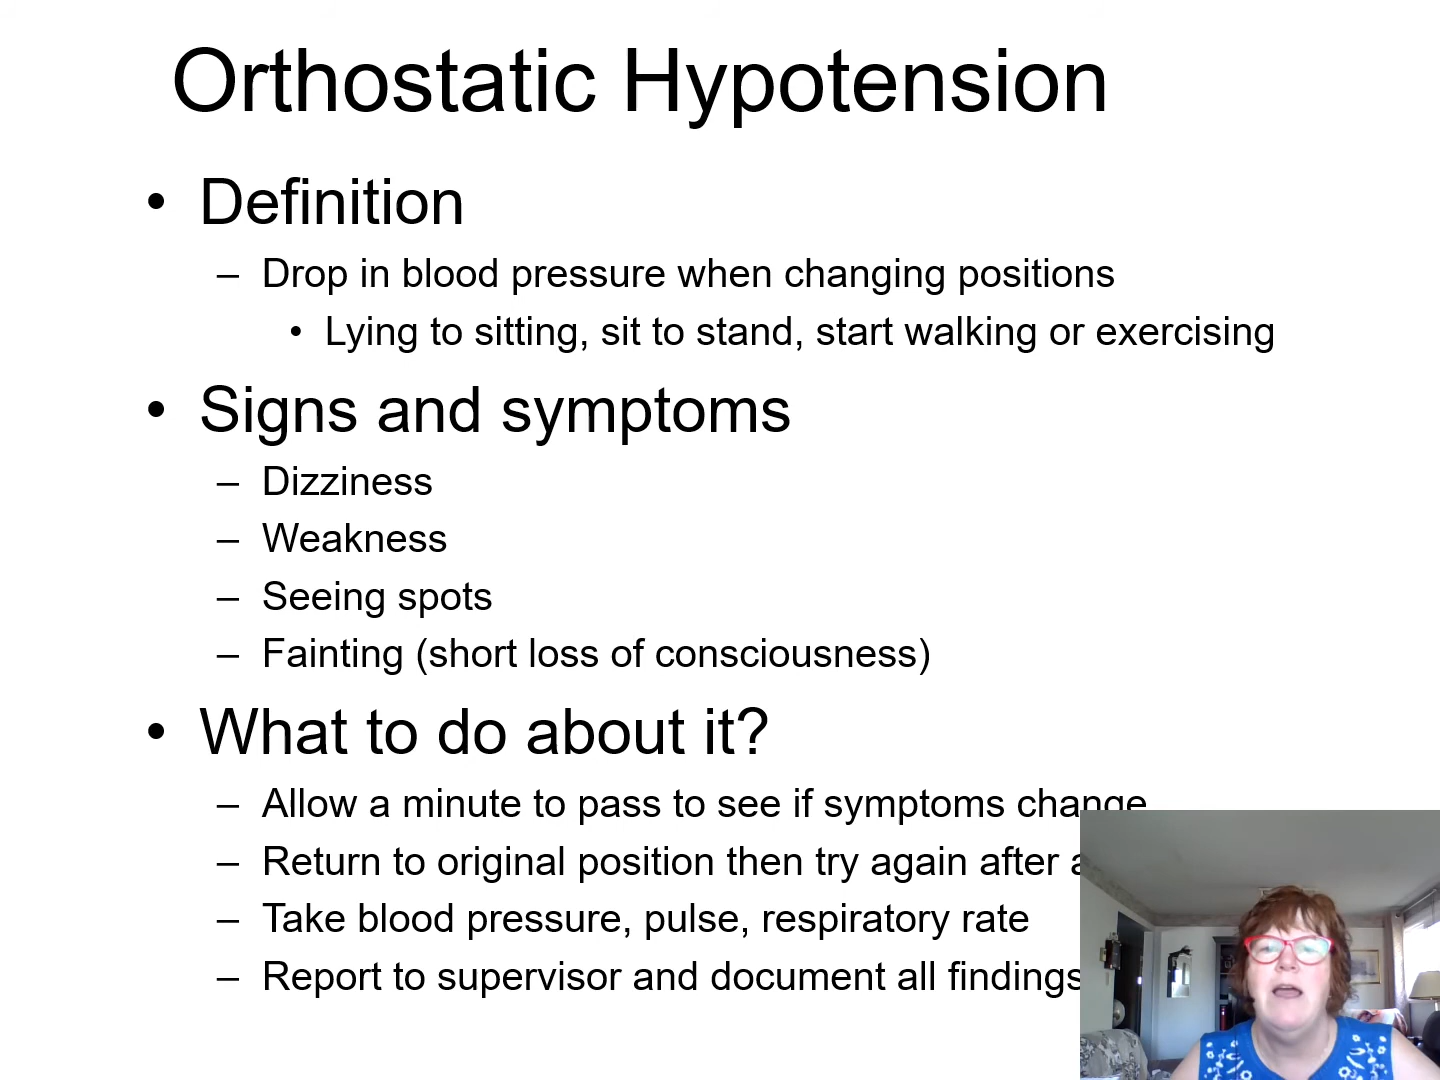 Orthostatic Hypotension
• Definition
– Drop in blood pressure when changing positions
• Lying to sitting, sit to stand, start walking or exercising
• Signs and symptoms
– Dizziness
– Weakness
– Seeing spots
– Fainting (short loss of consciousness)
• What to do about it?
– Allow a minute to pass to see if symptoms change
– Return to original position then try again after
– Take blood pressure, pulse, respiratory rate
– Report to supervisor and document all findings